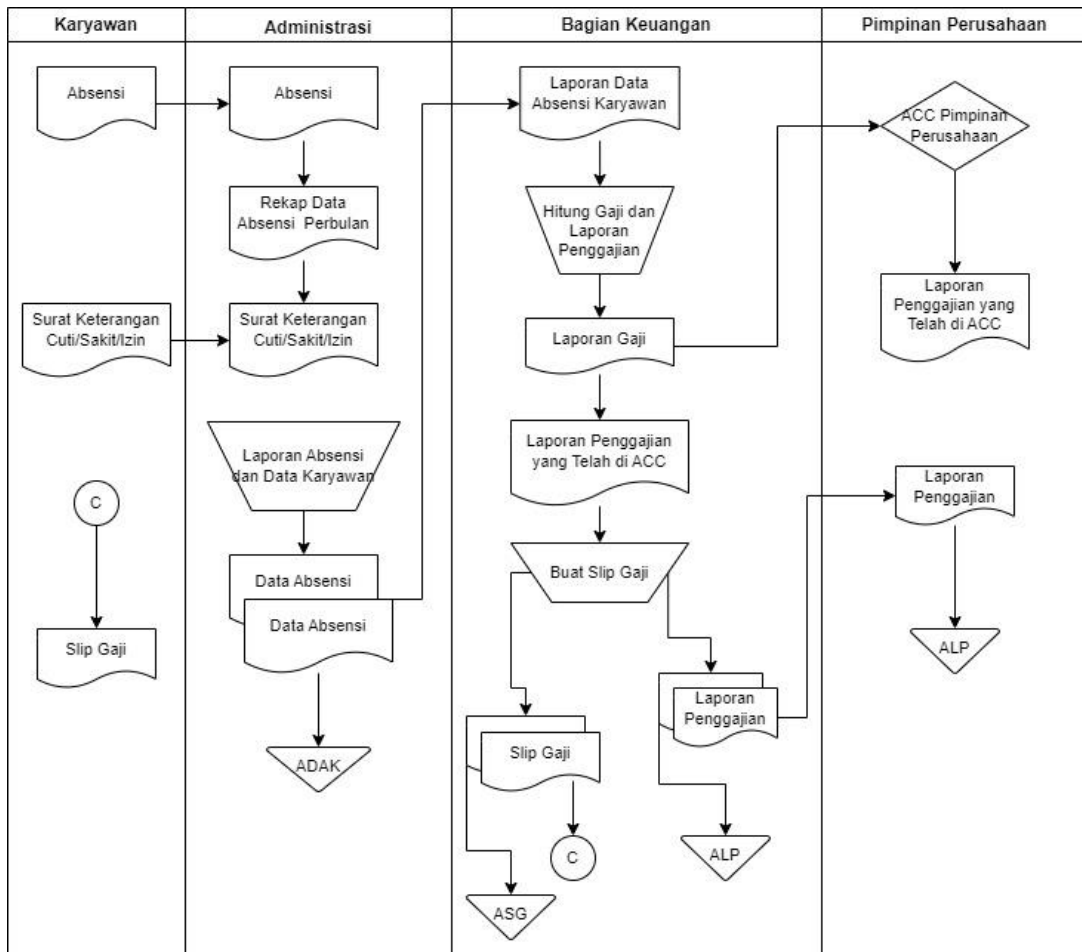 Karyawan
Administrasi
Bagian Keuangan
Pimpinan Perusahaan
Absensi
Absensi
Rekap Data
Absensi Perbulan
Surat Keterangan
Cuti/Sakit/Izin
Surat Keterangan
Cuti/Sakit/Izin
Laporan Absensi
dan Data Karyawan
C
Slip Gaji
Data Absensi
Data Absensi
ADAK
Laporan Data
Absensi Karyawan
Hitung Gaji dan
Laporan
Penggajian
Laporan Gaji
Laporan Penggajian
yang Telah di ACC
Buat Slip Gaji
Slip Gaji
C
ASG
Laporan
Penggajian
ALP
ACC Pimpinan
Perusahaan
Laporan
Penggajian yang
Telah di ACC
Laporan
Penggajian
ALP